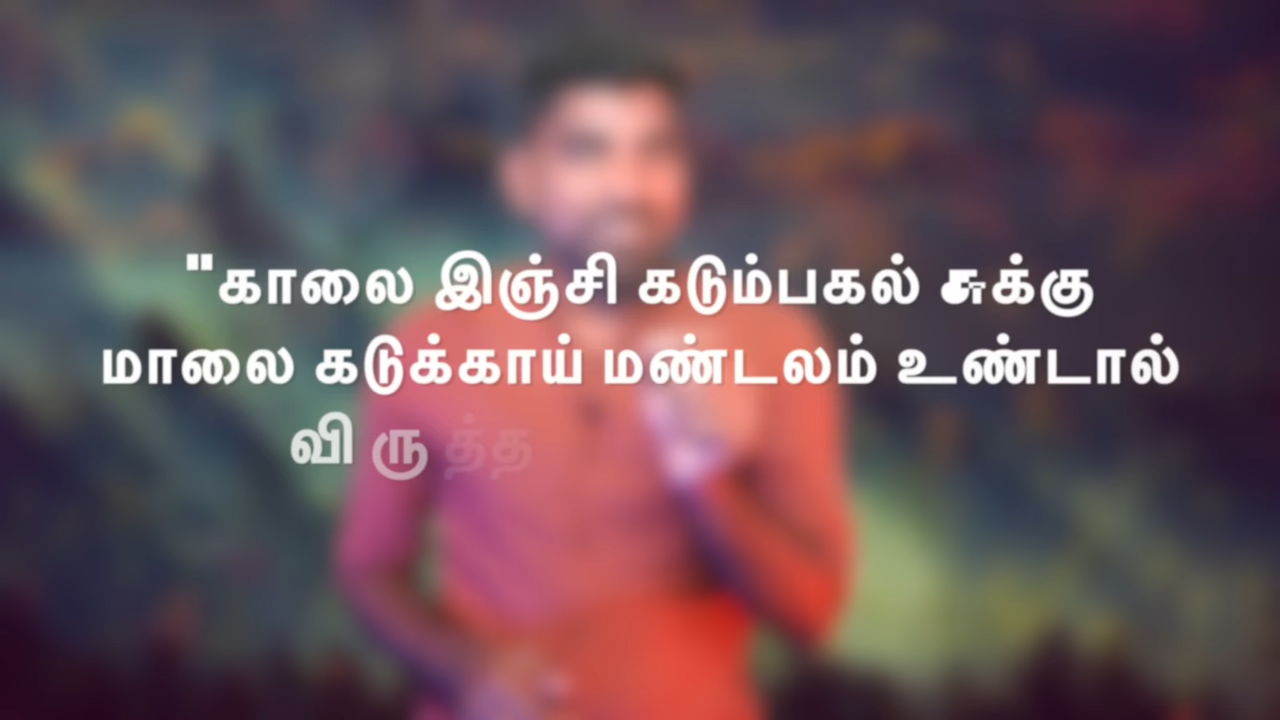 "காலை இஞ்சி கடும்பகல் சுக்கு
மாலை கடுக்காய் மண்டலம் உண்டால்
விருத்த